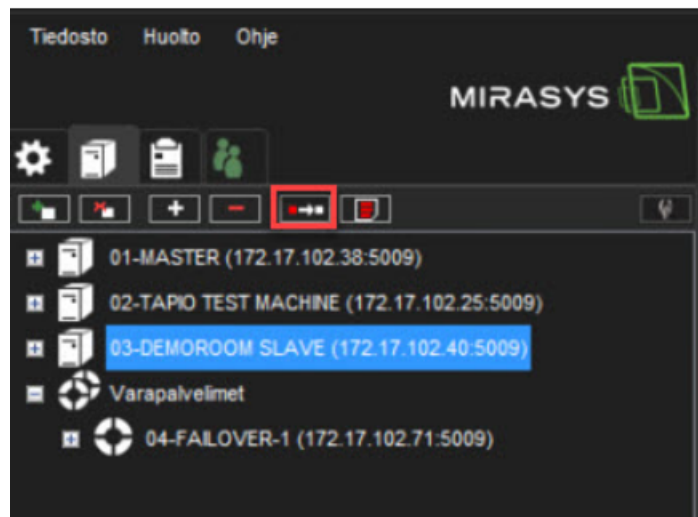 Tiedosto Huolto Ohje
MIRASYS
01-MASTER (172.17.102.38:5009)
02-TAPIO TEST MACHINE (172.17.102.25:5009)
03-DEMOROOM SLAVE (172.17.102.40:5009)
Varapalvelimet
04-FAILOVER-1 (172.17.102.71:5009)